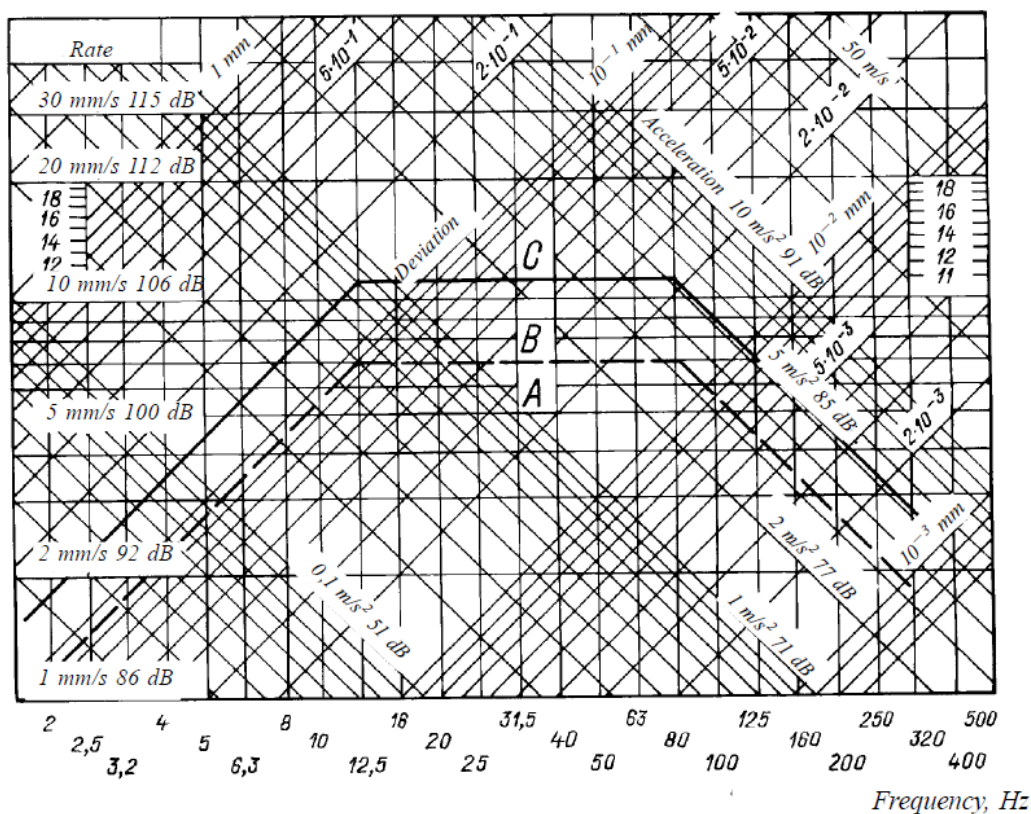 Rate
1 mm
5·10⁻¹
2·10⁻¹
10⁻¹ mm
5·10⁻²
50 m/s
2·10⁻²
30 mm/s 115 dB
20 mm/s 112 dB
Acceleration 10 m/s² 91 dB
10⁻² mm
18
16
14
12
18
16
14
12
11
10 mm/s 106 dB
Deviation
C
B
A
5·10⁻³
5 m/s² 85 dB
2·10⁻³
5 mm/s 100 dB
10⁻³ mm
2 mm/s 92 dB
2 m/s² 77 dB
0,1 m/s² 51 dB
1 m/s² 71 dB
1 mm/s 86 dB
2 4 8 16 31,5 63 125 250 500
2,5 5 10 20 40 80 160 320
3,2 6,3 12,5 25 50 100 200 400
Frequency, Hz